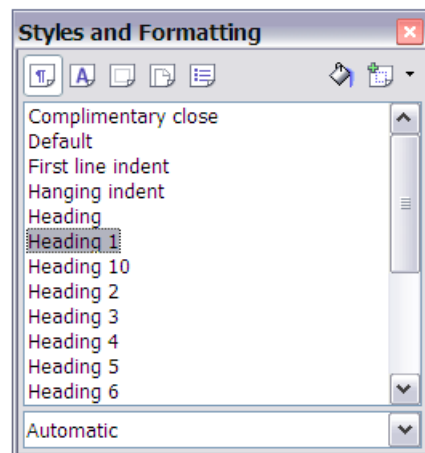 Styles and Formatting
Complimentary close
Default
First line indent
Hanging indent
Heading
Heading 1
Heading 10
Heading 2
Heading 3
Heading 4
Heading 5
Heading 6
Automatic